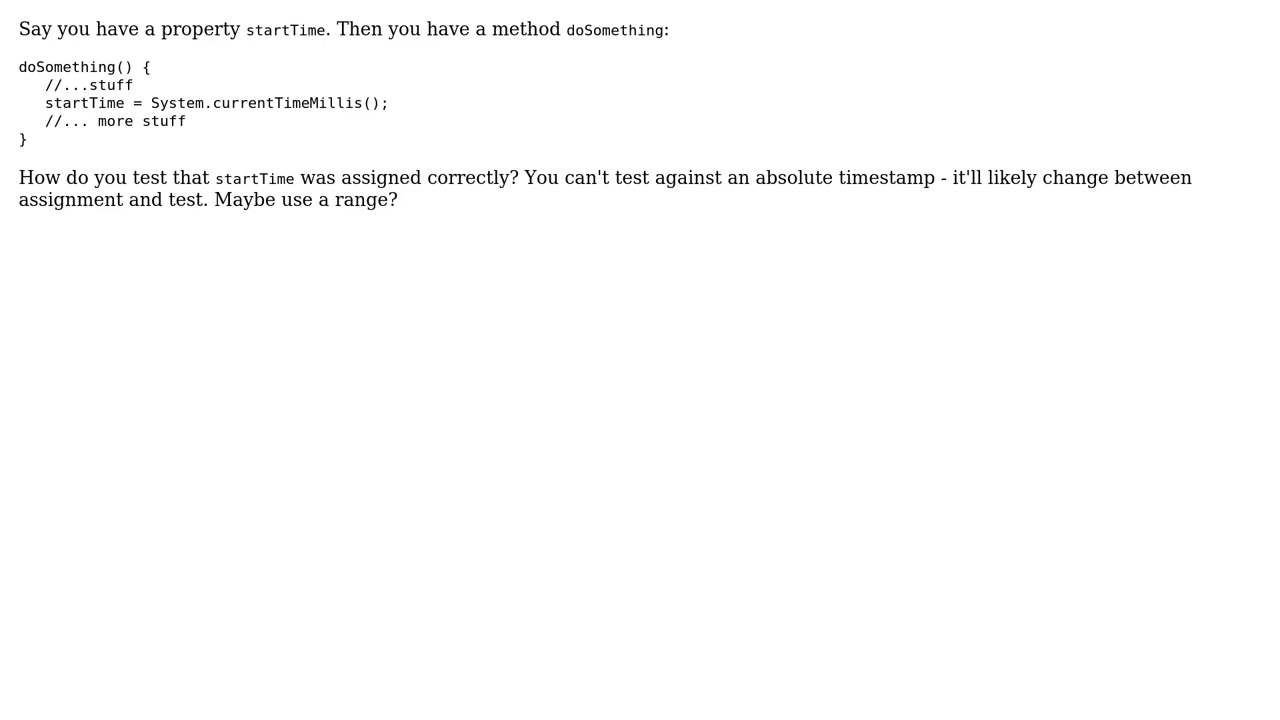 Say you have a property startTime. Then you have a method doSomething:
doSomething() {
   //...stuff
   startTime = System.currentTimeMillis();
   //... more stuff
}
How do you test that startTime was assigned correctly? You can't test against an absolute timestamp - it'll likely change between
assignment and test. Maybe use a range?